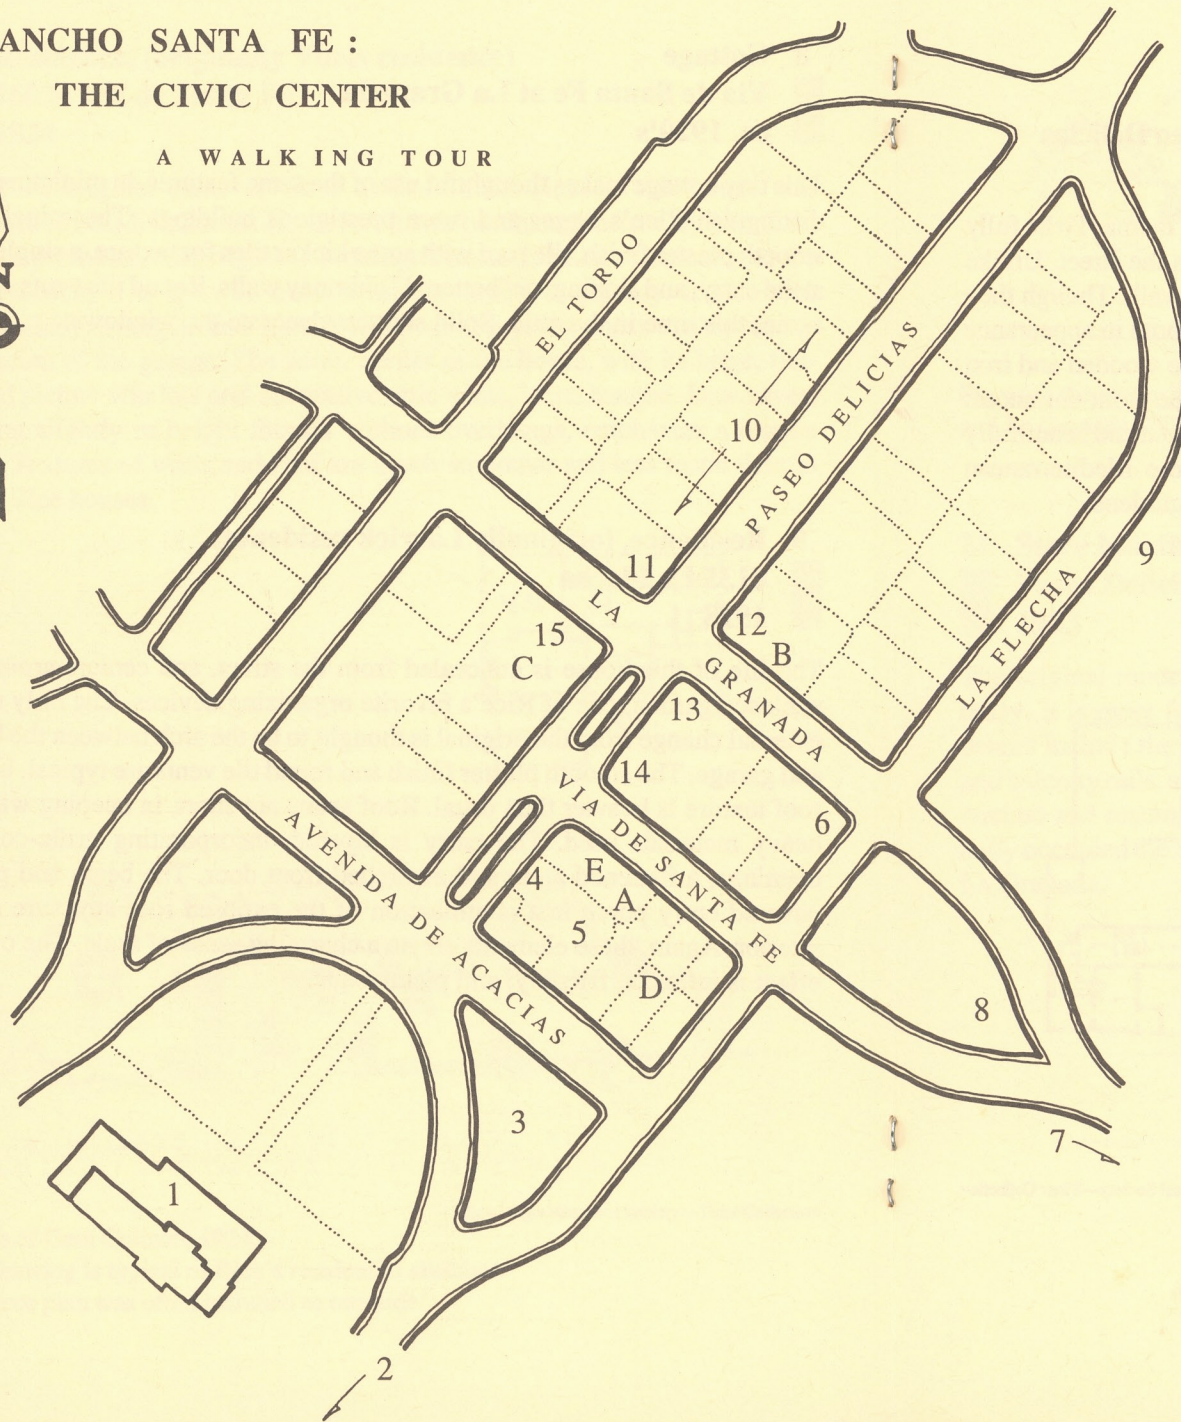 ANCHO SANTA FE :
THE CIVIC CENTER
A WALKING TOUR
N
EL TORDO
PASEO DELICIAS
10
11
9
LA GRANADA
12
B
LA FLECHA
15
C
13
14
VIA DE SANTA FE
6
AVENIDA DE ACACIAS
4
E
A
5
D
8
3
7
1
2